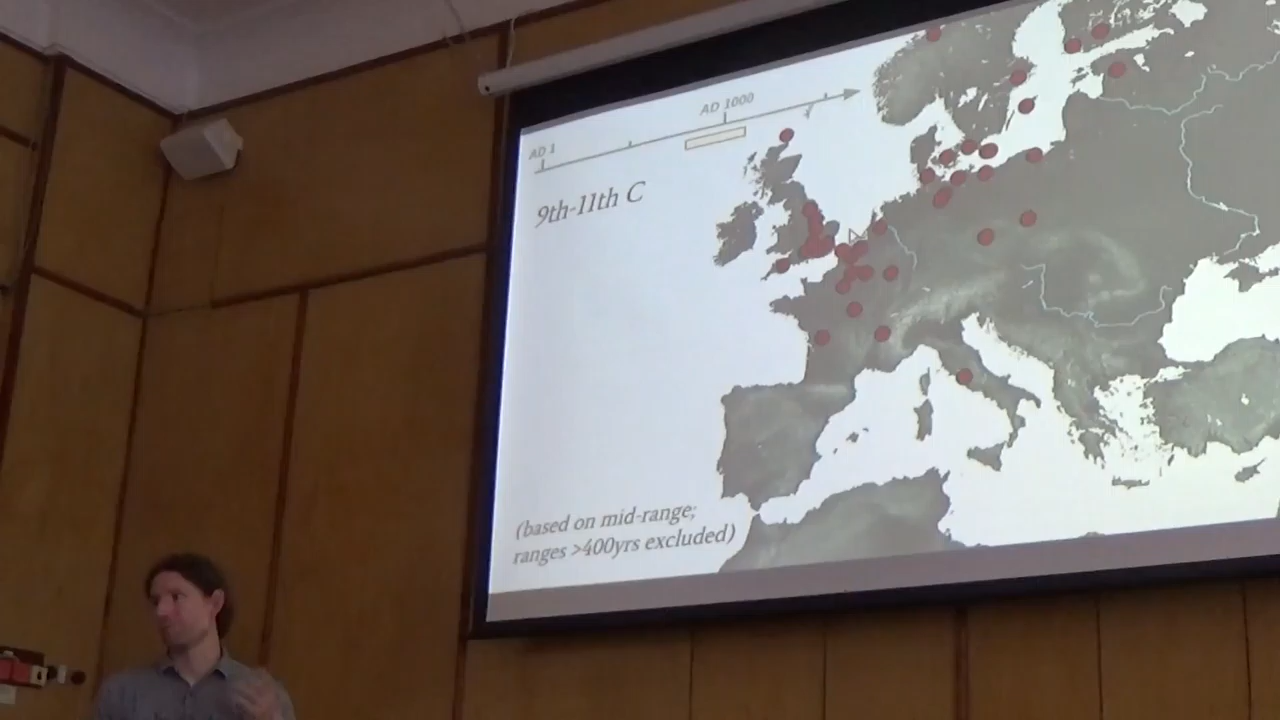 AD 1000
AD 1
9th-11th C
(based on mid-range;
ranges >400yrs excluded)